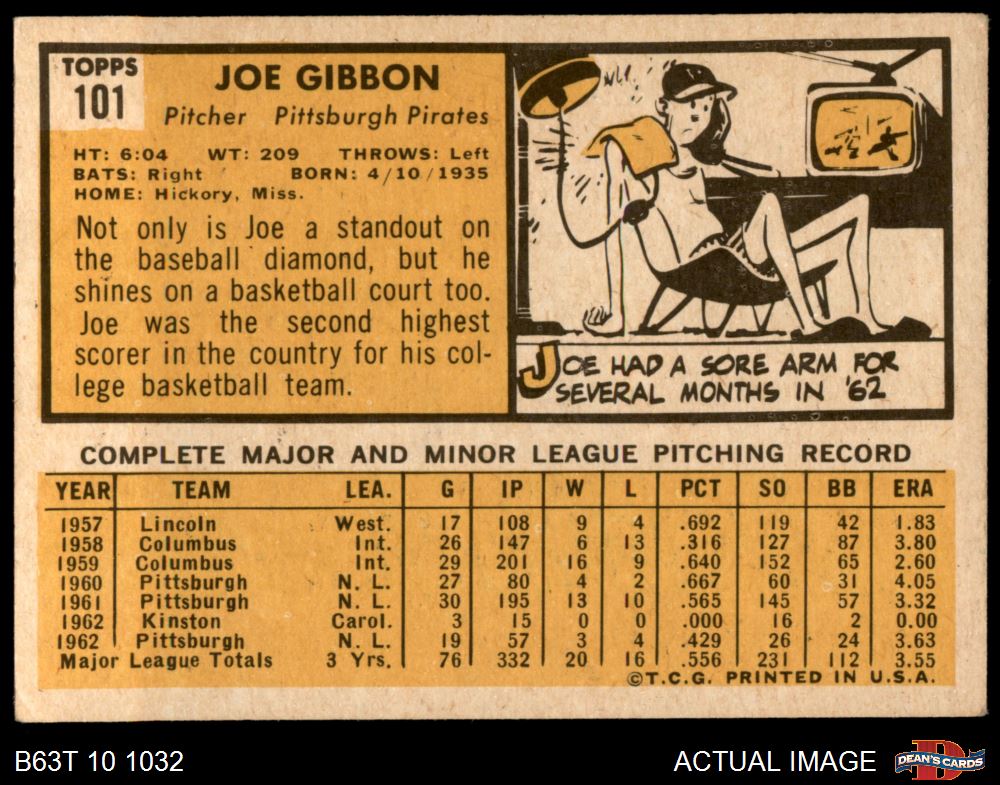 TOPPS
101
JOE GIBBON
Pitcher Pittsburgh Pirates
HT: 6:04 WT: 209 THROWS: Left
BATS: Right BORN: 4/10/1935
HOME: Hickory, Miss.
Not only is Joe a standout on
the baseball diamond, but he
shines on a basketball court too.
Joe was the second highest
scorer in the country for his col-
lege basketball team.
JOE HAD A SORE ARM FOR
SEVERAL MONTHS IN '62
COMPLETE MAJOR AND MINOR LEAGUE PITCHING RECORD
YEAR TEAM LEA. G IP W L PCT SO BB ERA
1957 Lincoln West. 17 108 9 4 .692 119 42 1.83
1958 Columbus Int. 26 147 6 13 .316 127 87 3.80
1959 Columbus Int. 29 201 16 9 .640 152 65 2.60
1960 Pittsburgh N. L. 27 80 4 2 .667 60 31 4.05
1961 Pittsburgh N. L. 30 195 13 10 .565 145 57 3.32
1962 Kinston Carol. 3 15 0 0 .000 16 2 0.00
1962 Pittsburgh N. L. 19 57 3 4 .429 26 24 3.63
Major League Totals 3 Yrs. 76 332 20 16 .556 231 112 3.55
©T.C.G. PRINTED IN U.S.A.
B63T 10 1032
ACTUAL IMAGE
DEAN'S CARDS